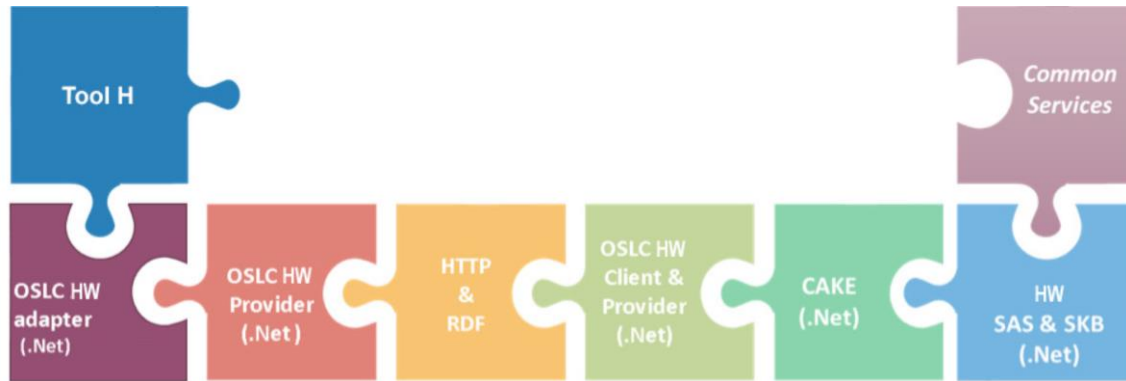 Tool H
Common
Services
OSLC HW
adapter
(.Net)
OSLC HW
Provider
(.Net )
HTTP
&
RDF
OSLC HW
Client &
Provider
(.Net)
CAKE
(.Net)
HW
SAS & SKB
(.Net)